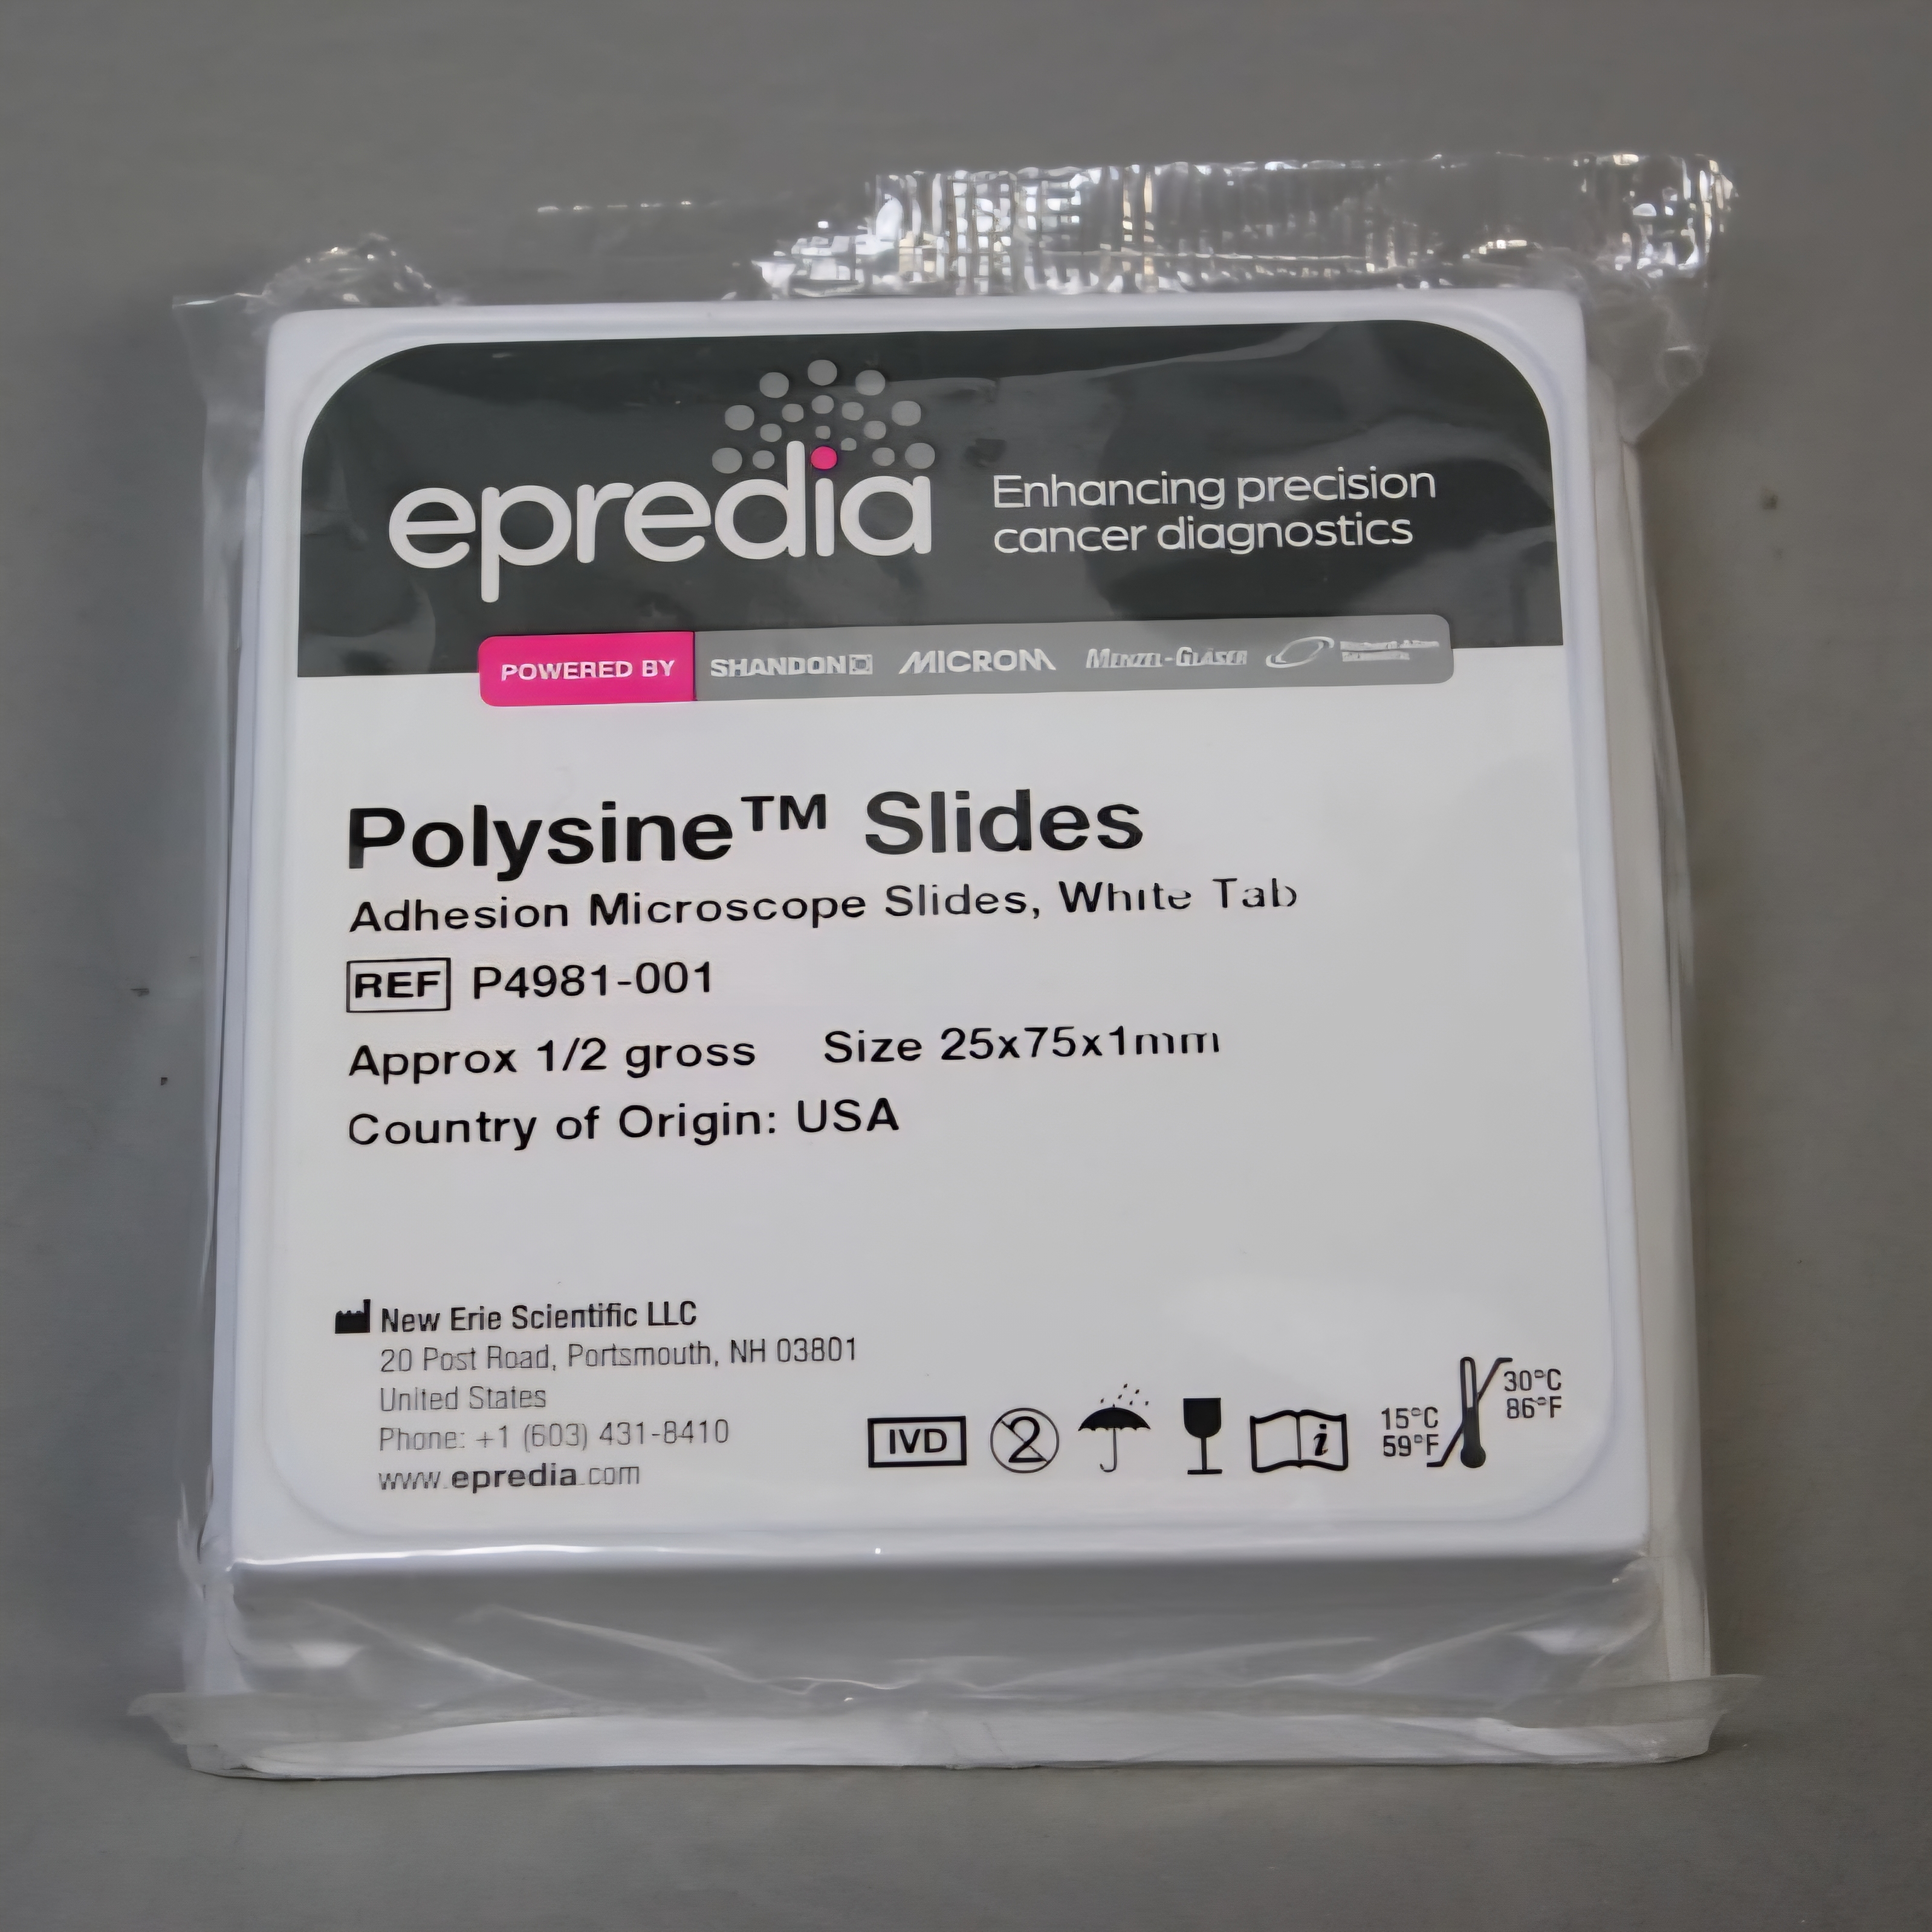 epredia
Enhancing precision
cancer diagnostics
POWERED BY SHANDON MICROM MENZEL-GLÄSER
Polysine™ Slides
Adhesion Microscope Slides, White Tab
REF P4981-001
Approx 1/2 gross Size 25x75x1mm
Country of Origin: USA
New Erie Scientific LLC
20 Post Road, Portsmouth, NH 03801
United States
Phone: +1 (603) 431-8410
www.epredia.com
IVD 2 i
15°C
59°F
30°C
86°F